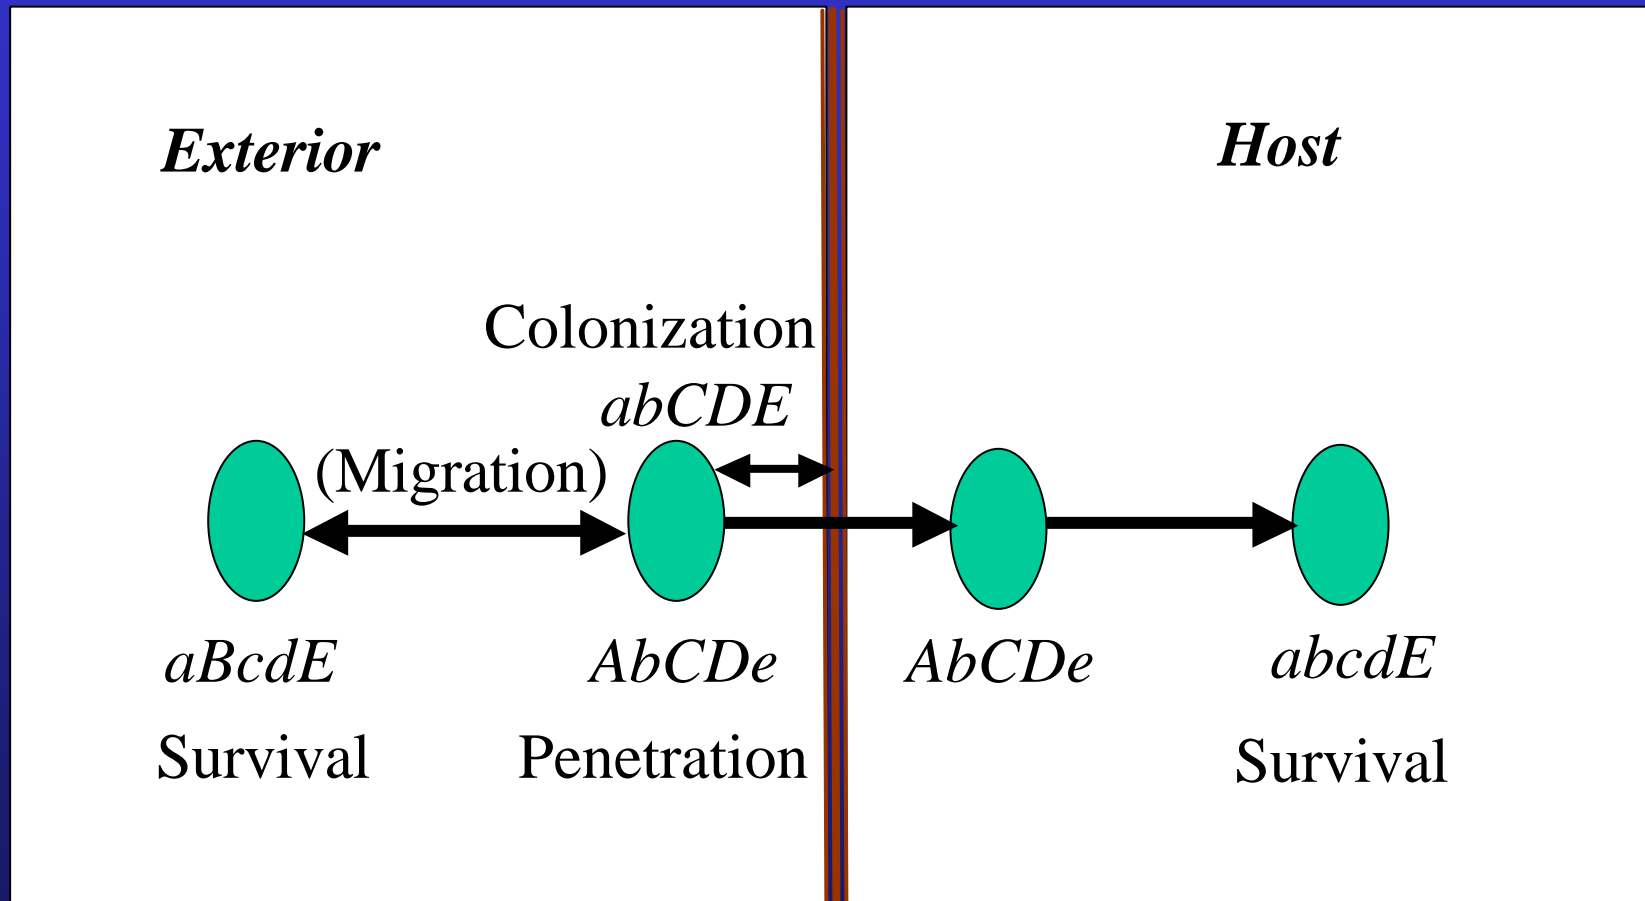 Exterior
Host
Colonization
abCDE
(Migration)
aBcdE
AbCDe
AbCDe
abcdE
Survival
Penetration
Survival